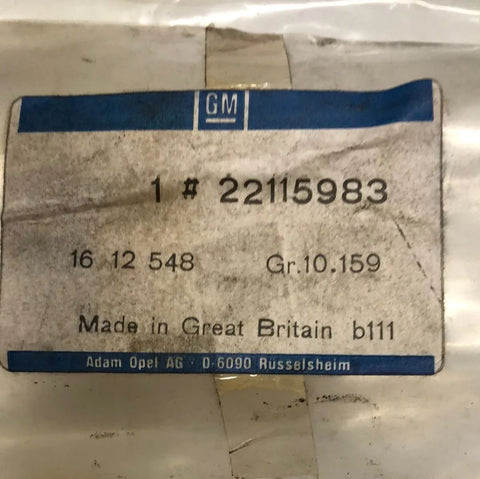 GM
1 # 22115983
16 12 548 Gr.10.159
Made in Great Britain b111
Adam Opel AG · D-6090 Rüsselsheim